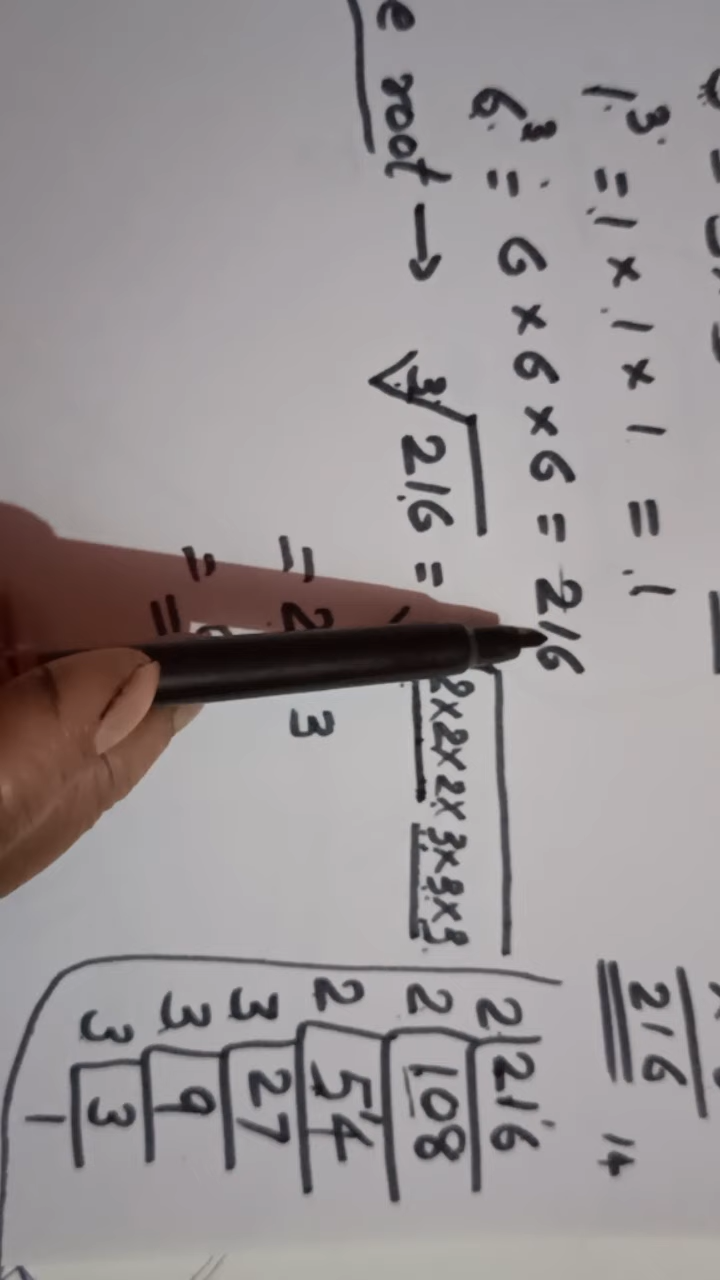 1³ = 1 × 1 × 1 = 1
6³ = 6 × 6 × 6 = 216
root → ∛216 = 2×2×2×3×3×3
= 2 3
=
=
216
14
2 | 216
2 | 108
2 | 54
3 | 27
3 | 9
3 | 3
1